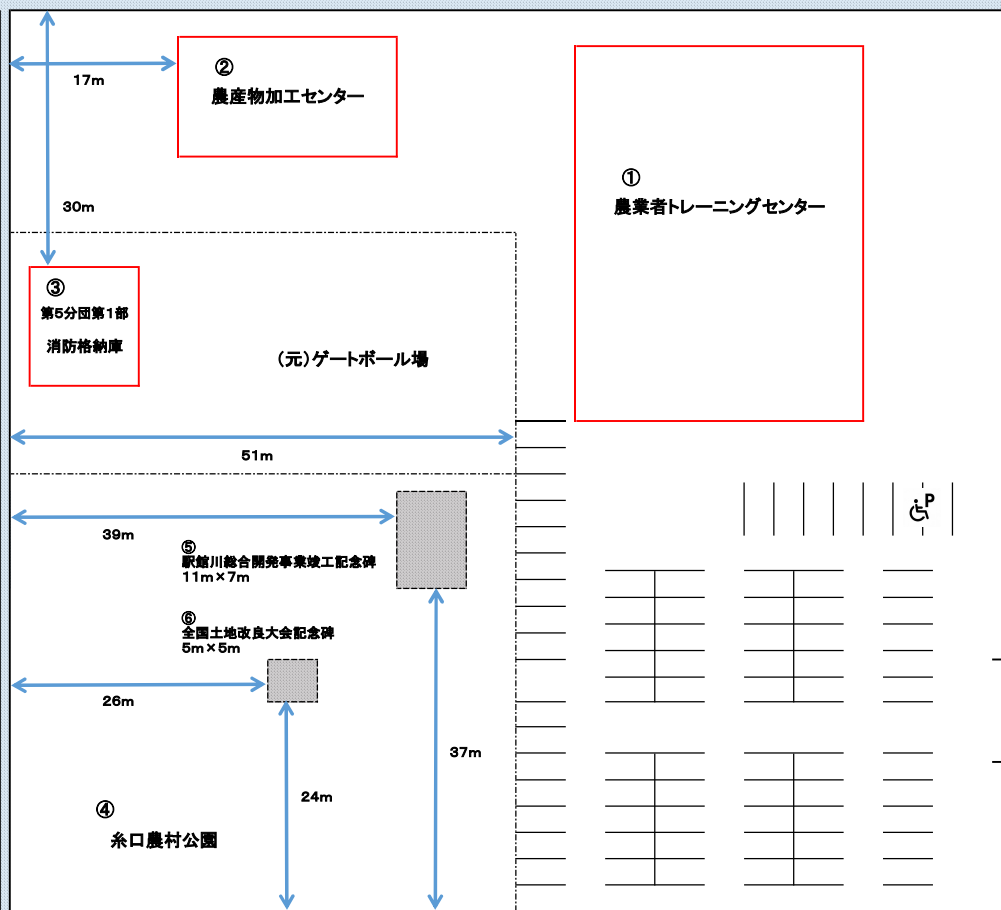 17m
②
農産物加工センター
①
農業者トレーニングセンター
30m
③
第5分団第1部
消防格納庫
(元)ゲートボール場
51m
P
39m
⑤
駅館川総合開発事業竣工記念碑
11m×7m
⑥
全国土地改良大会記念碑
5m×5m
26m
37m
24m
④
糸口農村公園